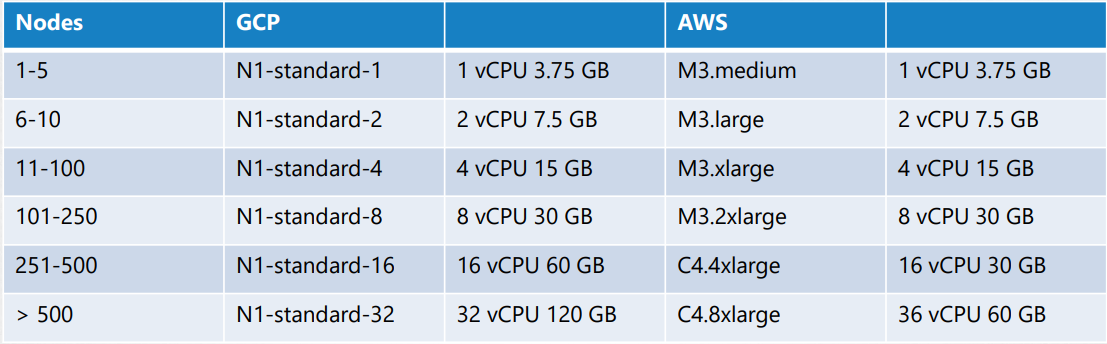 Nodes GCP AWS
1-5 N1-standard-1 1 vCPU 3.75 GB M3.medium 1 vCPU 3.75 GB
6-10 N1-standard-2 2 vCPU 7.5 GB M3.large 2 vCPU 7.5 GB
11-100 N1-standard-4 4 vCPU 15 GB M3.xlarge 4 vCPU 15 GB
101-250 N1-standard-8 8 vCPU 30 GB M3.2xlarge 8 vCPU 30 GB
251-500 N1-standard-16 16 vCPU 60 GB C4.4xlarge 16 vCPU 30 GB
> 500 N1-standard-32 32 vCPU 120 GB C4.8xlarge 36 vCPU 60 GB